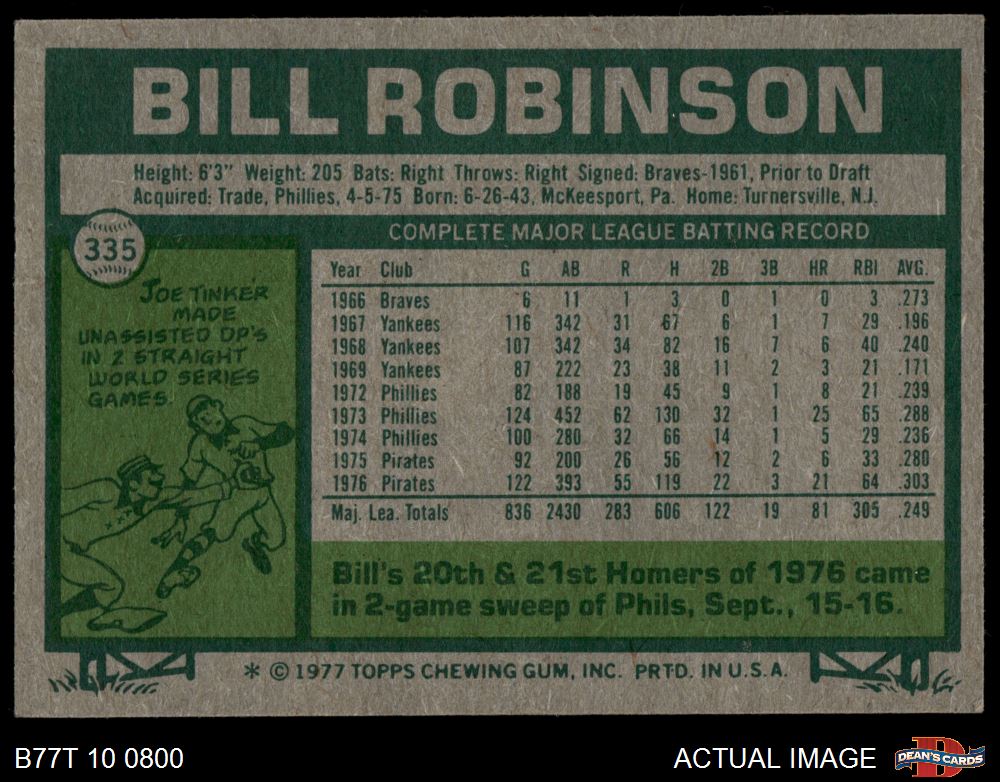 BILL ROBINSON
Height: 6'3" Weight: 205 Bats: Right Throws: Right Signed: Braves-1961, Prior to Draft
Acquired: Trade, Phillies, 4-5-75 Born: 6-26-43, McKeesport, Pa. Home: Turnersville, N.J.
335
JOE TINKER
MADE
UNASSISTED DP'S
IN 2 STRAIGHT
WORLD SERIES
GAMES.
COMPLETE MAJOR LEAGUE BATTING RECORD
Year Club G AB R H 2B 3B HR RBI AVG.
1966 Braves 6 11 1 3 0 1 0 3 .273
1967 Yankees 116 342 31 67 6 1 7 29 .196
1968 Yankees 107 342 34 82 16 7 6 40 .240
1969 Yankees 87 222 23 38 11 2 3 21 .171
1972 Phillies 82 188 19 45 9 1 8 21 .239
1973 Phillies 124 452 62 130 32 1 25 65 .288
1974 Phillies 100 280 32 66 14 1 5 29 .236
1975 Pirates 92 200 26 56 12 2 6 33 .280
1976 Pirates 122 393 55 119 22 3 21 64 .303
Maj. Lea. Totals 836 2430 283 606 122 19 81 305 .249
Bill's 20th & 21st Homers of 1976 came
in 2-game sweep of Phils, Sept., 15-16.
* © 1977 TOPPS CHEWING GUM, INC. PRTD. IN U.S.A.
B77T 10 0800
ACTUAL IMAGE
D
DEAN'S CARDS